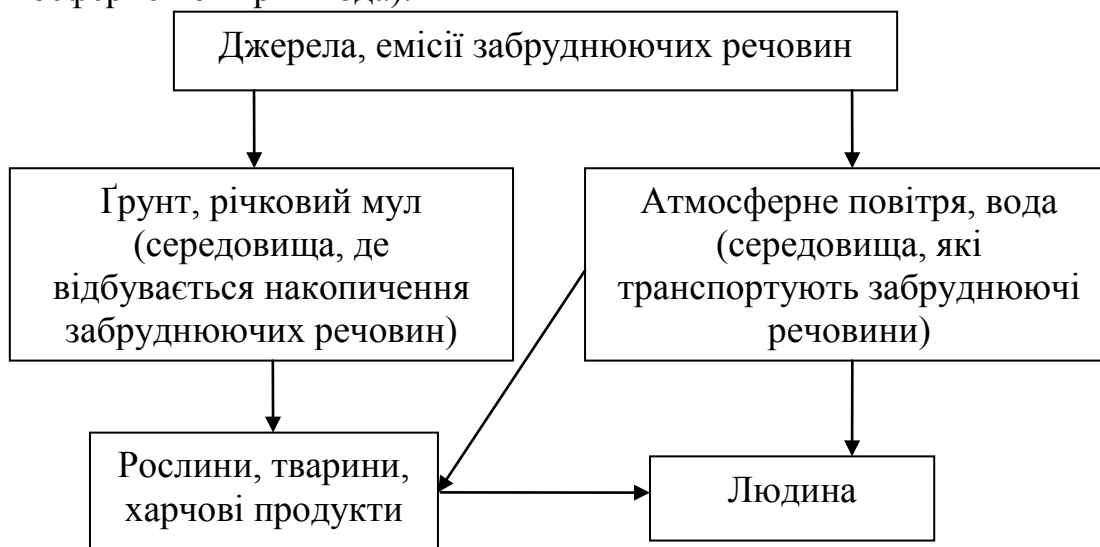 Джерела, емісії забруднюючих речовин
Ґрунт, річковий мул
(середовища, де
відбувається накопичення
забруднюючих речовин)
Атмосферне повітря, вода
(середовища, які
транспортують забруднюючі
речовини)
Рослини, тварини,
харчові продукти
Людина